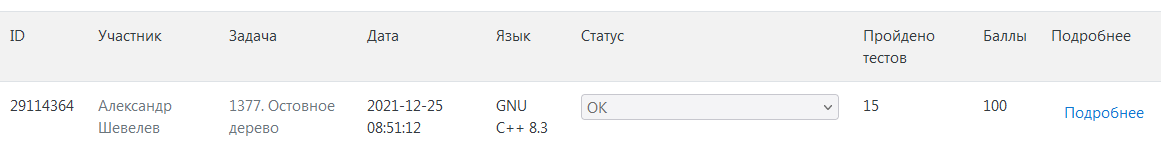 ID Участник Задача Дата Язык Статус Пройдено тестов Баллы Подробнее
29114364 Александр Шевелев 1377. Остовное дерево 2021-12-25 08:51:12 GNU C++ 8.3 OK 15 100 Подробнее